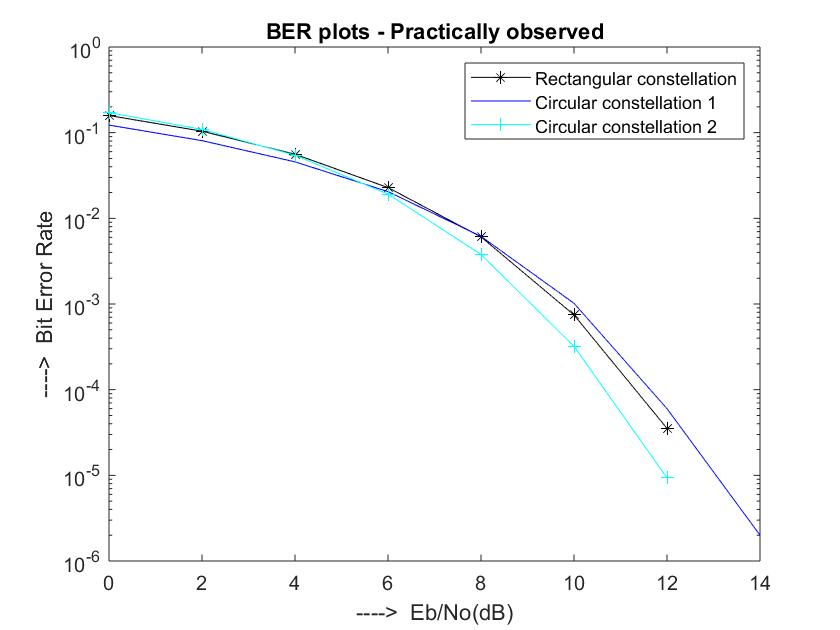 BER plots - Practically observed
Rectangular constellation
Circular constellation 1
Circular constellation 2
----> Bit Error Rate
10^0
10^-1
10^-2
10^-3
10^-4
10^-5
10^-6
0 2 4 6 8 10 12 14
----> Eb/No(dB)